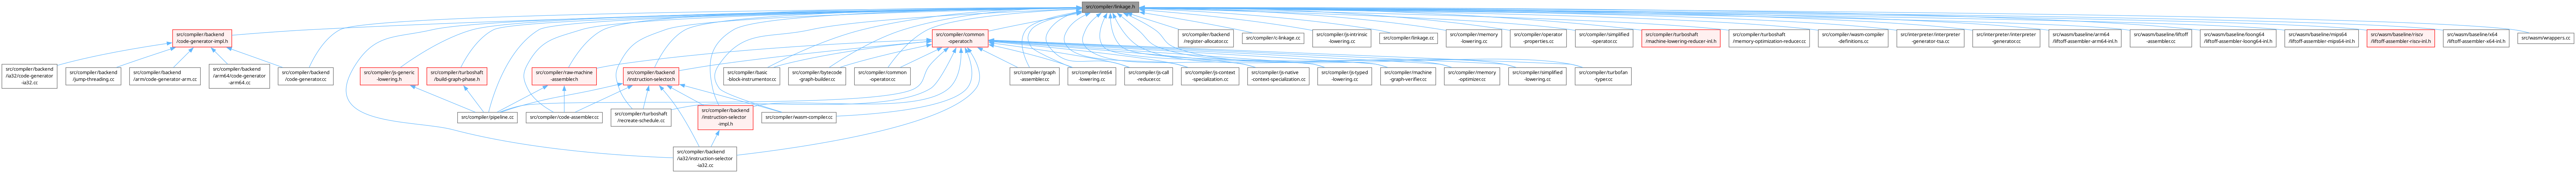 src/compiler/linkage.h
src/compiler/backend
/code-generator-impl.h
src/compiler/common
-operator.h
src/compiler/backend
/register-allocator.cc
src/compiler/c-linkage.cc
src/compiler/js-intrinsic
-lowering.cc
src/compiler/linkage.cc
src/compiler/memory
-lowering.cc
src/compiler/operator
-properties.cc
src/compiler/simplified
-operator.cc
src/compiler/turboshaft
/machine-lowering-reducer-inl.h
src/compiler/turboshaft
/memory-optimization-reducer.cc
src/compiler/wasm-compiler
-definitions.cc
src/interpreter/interpreter
-generator-tsa.cc
src/interpreter/interpreter
-generator.cc
src/wasm/baseline/arm64
/liftoff-assembler-arm64-inl.h
src/wasm/baseline/liftoff
-assembler.cc
src/wasm/baseline/loong64
/liftoff-assembler-loong64-inl.h
src/wasm/baseline/mips64
/liftoff-assembler-mips64-inl.h
src/wasm/baseline/riscv
/liftoff-assembler-riscv-inl.h
src/wasm/baseline/x64
/liftoff-assembler-x64-inl.h
src/wasm/wrappers.cc
src/compiler/backend
/ia32/code-generator
-ia32.cc
src/compiler/backend
/jump-threading.cc
src/compiler/backend
/arm/code-generator-arm.cc
src/compiler/backend
/arm64/code-generator
-arm64.cc
src/compiler/backend
/code-generator.cc
src/compiler/js-generic
-lowering.h
src/compiler/turboshaft
/build-graph-phase.h
src/compiler/raw-machine
-assembler.h
src/compiler/backend
/instruction-selector.h
src/compiler/basic
-block-instrumentor.cc
src/compiler/bytecode
-graph-builder.cc
src/compiler/common
-operator.cc
src/compiler/graph
-assembler.cc
src/compiler/int64
-lowering.cc
src/compiler/js-call
-reducer.cc
src/compiler/js-context
-specialization.cc
src/compiler/js-native
-context-specialization.cc
src/compiler/js-typed
-lowering.cc
src/compiler/machine
-graph-verifier.cc
src/compiler/memory
-optimizer.cc
src/compiler/simplified
-lowering.cc
src/compiler/turbofan
-typer.cc
src/compiler/pipeline.cc
src/compiler/code-assembler.cc
src/compiler/turboshaft
/recreate-schedule.cc
src/compiler/backend
/instruction-selector
-impl.h
src/compiler/wasm-compiler.cc
src/compiler/backend
/ia32/instruction-selector
-ia32.cc